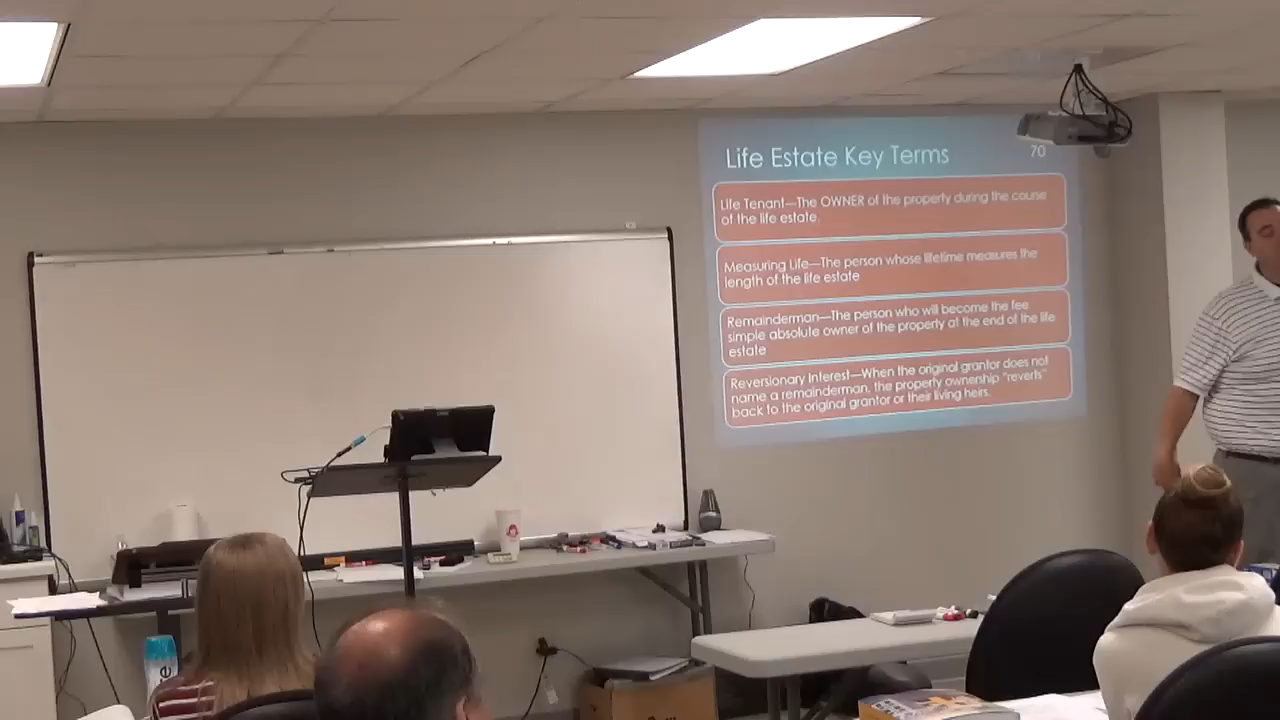 Life Estate Key Terms
70
Life Tenant—The OWNER of the property during the course
of the life estate.
Measuring Life—The person whose lifetime measures the
length of the life estate
Remainderman—The person who will become the fee
simple absolute owner of the property at the end of the life
estate
Reversionary Interest—When the original grantor does not
name a remainderman, the property ownership "reverts"
back to the original grantor or their living heirs.